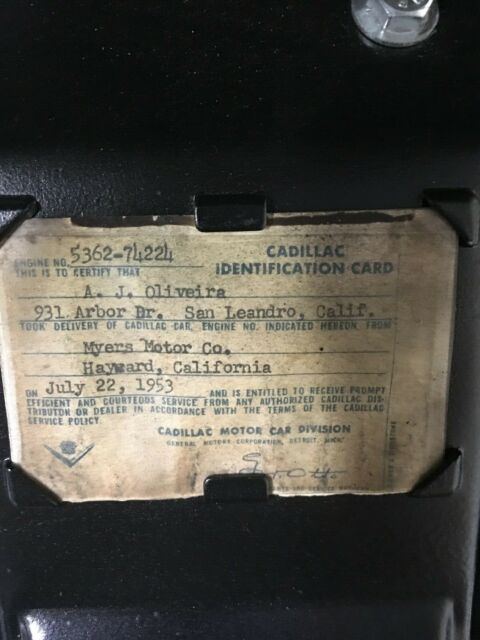 ENGINE NO. 5362-74224
CADILLAC
IDENTIFICATION CARD
THIS IS TO CERTIFY THAT
A. J. Oliveira
931 Arbor Dr. San Leandro, Calif.
TOOK DELIVERY OF CADILLAC CAR, ENGINE NO. INDICATED HEREON, FROM
Myers Motor Co.
Hayward, California
ON July 22, 1953 AND IS ENTITLED TO RECEIVE PROMPT
EFFICIENT AND COURTEOUS SERVICE FROM ANY AUTHORIZED CADILLAC DIS-
TRIBUTOR OR DEALER IN ACCORDANCE WITH THE TERMS OF THE CADILLAC
SERVICE POLICY.
CADILLAC MOTOR CAR DIVISION
GENERAL MOTORS CORPORATION, DETROIT, MICH.